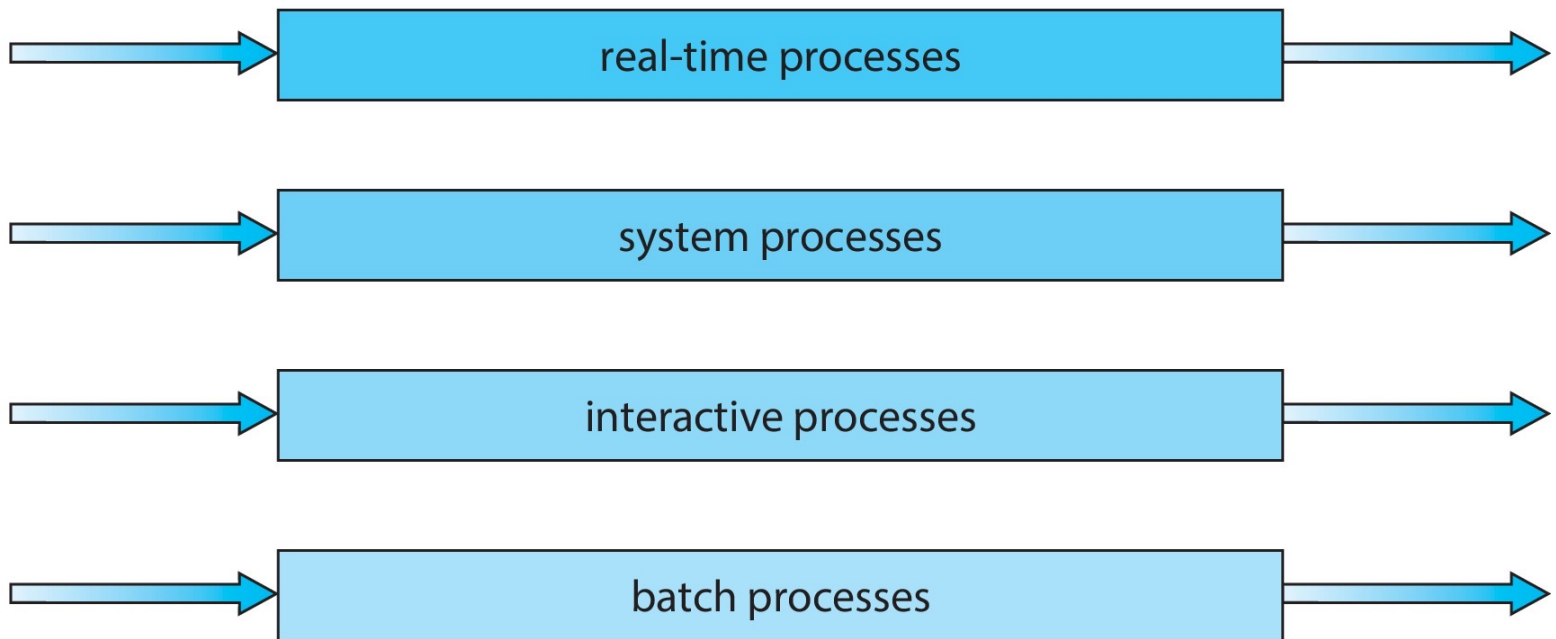 real-time processes
system processes
interactive processes
batch processes